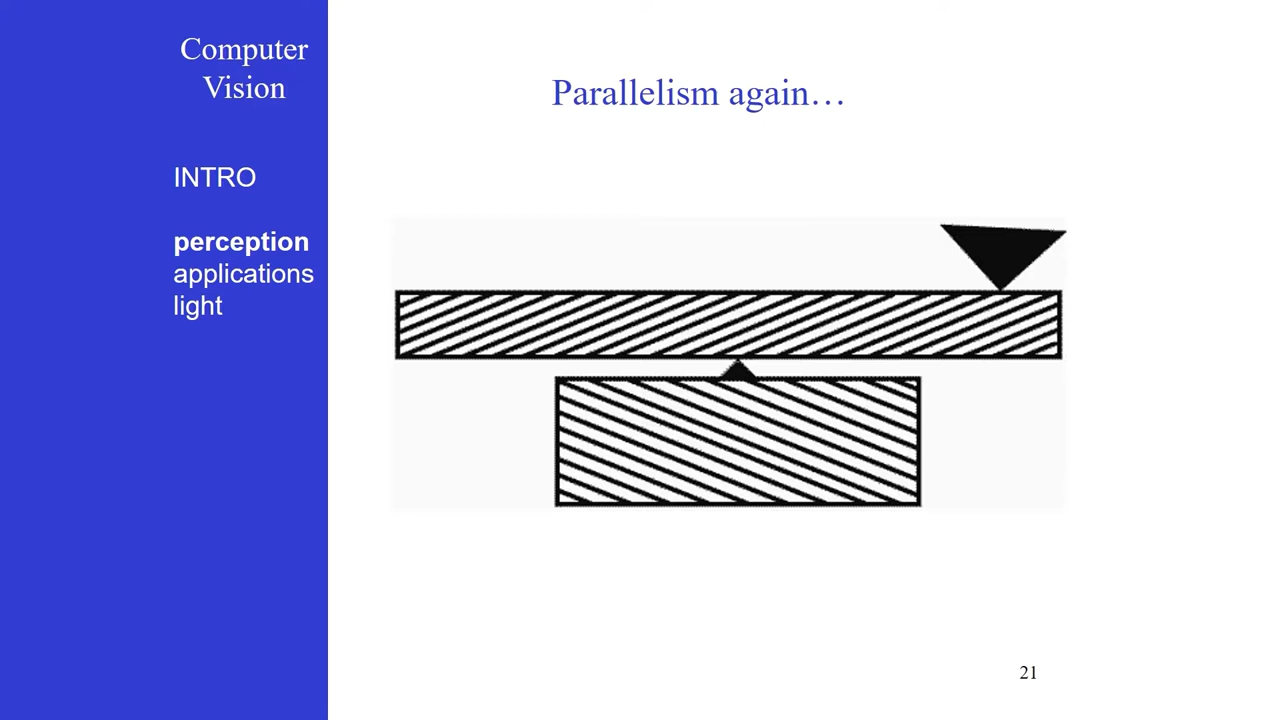 Computer
Vision
INTRO
perception
applications
light
Parallelism again…
21